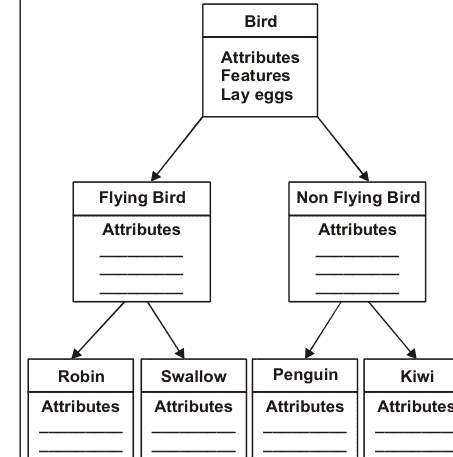 Bird
Attributes
Features
Lay eggs
Flying Bird
Non Flying Bird
Attributes
Attributes
Robin
Swallow
Penguin
Kiwi
Attributes
Attributes
Attributes
Attributes